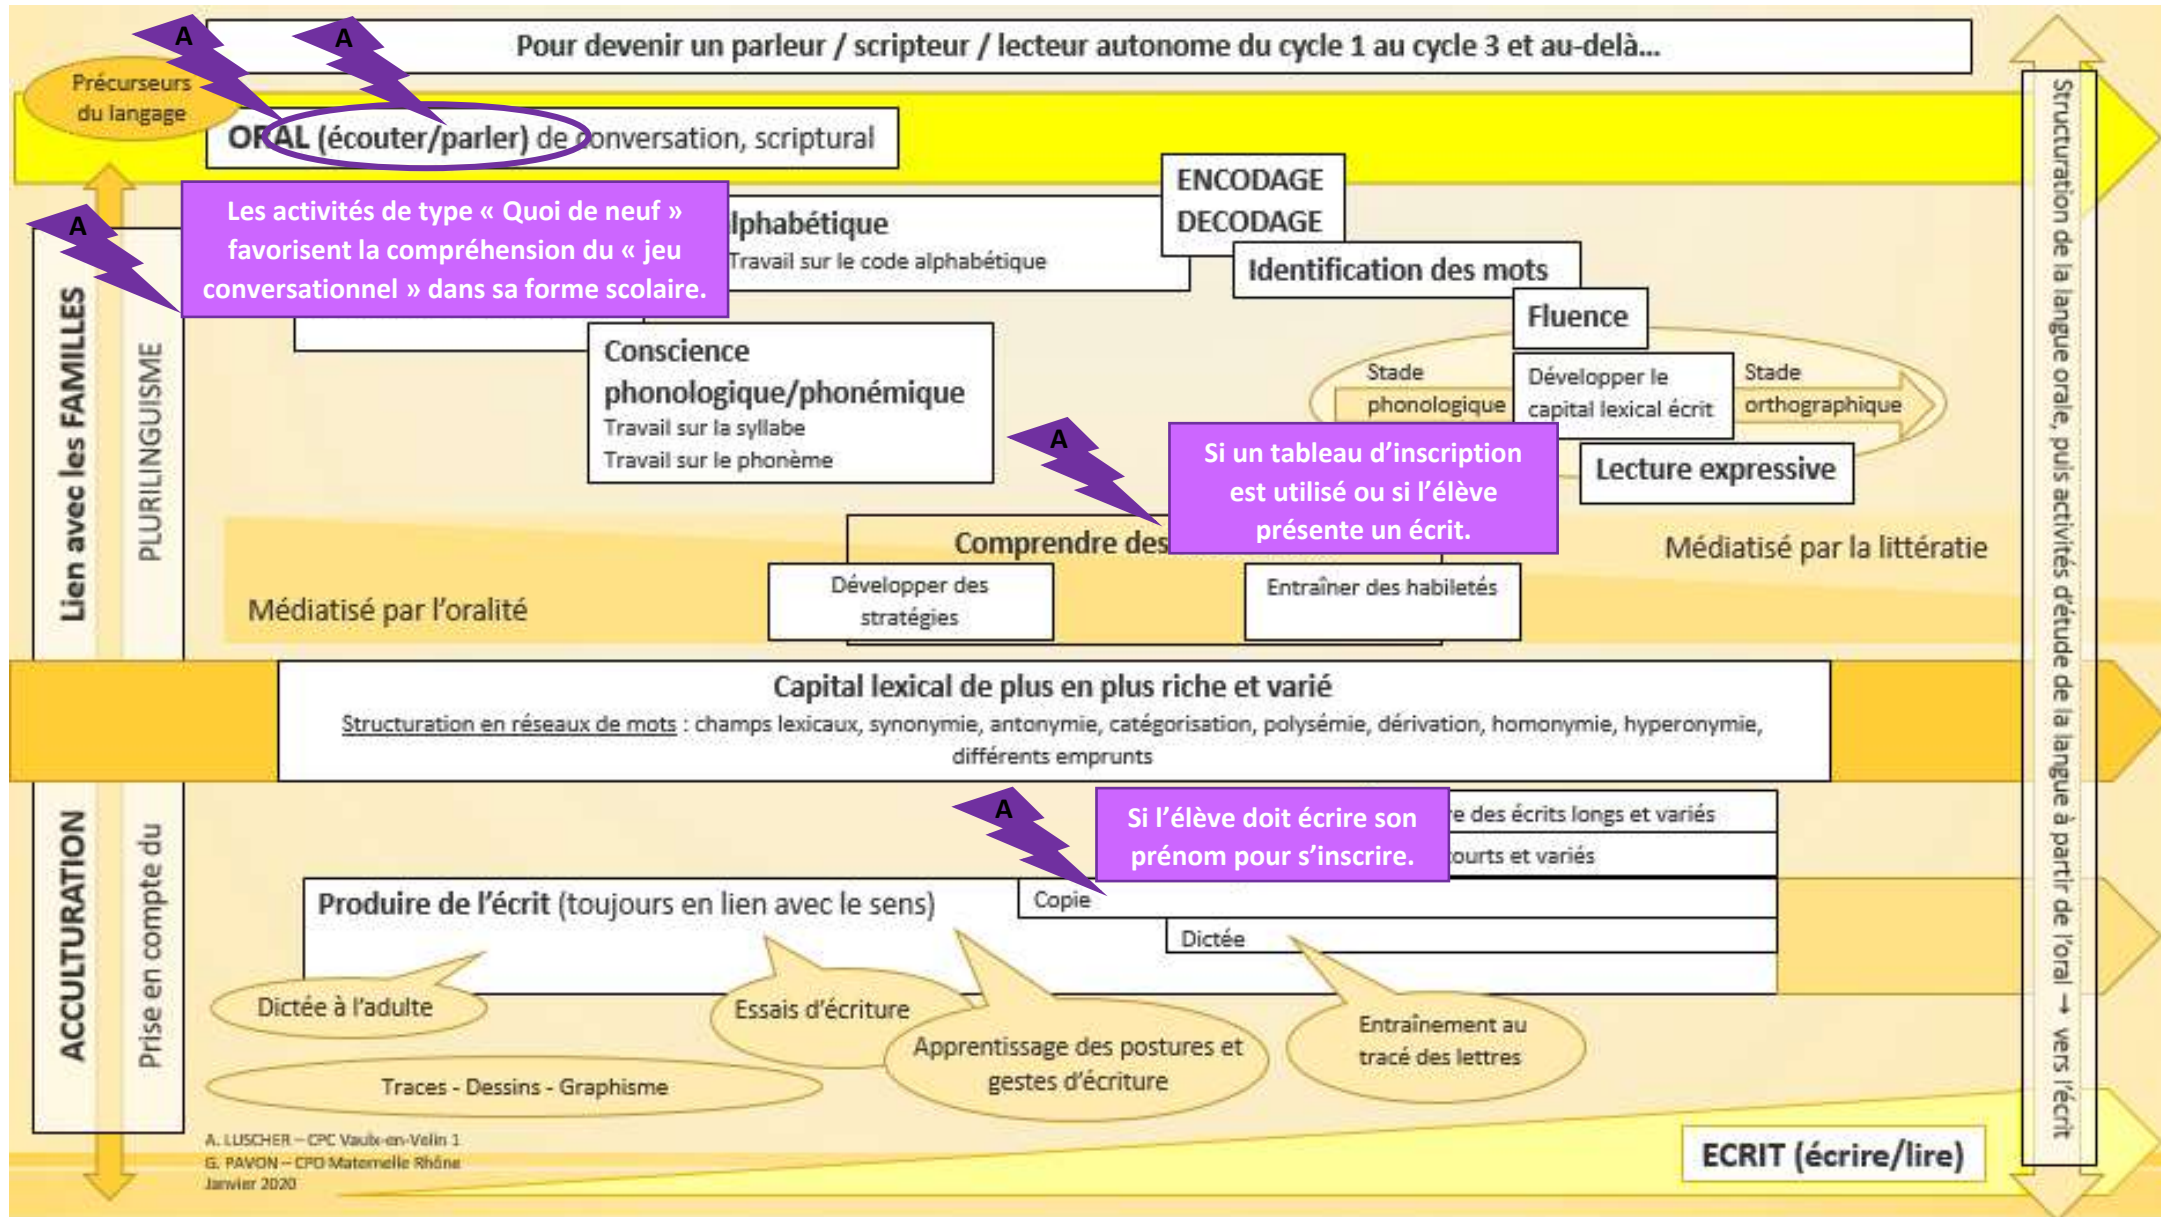 A
A
Pour devenir un parleur / scripteur / lecteur autonome du cycle 1 au cycle 3 et au-delà...
Précurseurs
du langage
ORAL (écouter/parler) de conversation, scriptural
A
Les activités de type « Quoi de neuf »
favorisent la compréhension du « jeu
conversationnel » dans sa forme scolaire.
lphabétique
Travail sur le code alphabétique
ENCODAGE
DECODAGE
Identification des mots
Fluence
Stade
phonologique
Développer le
capital lexical écrit
Stade
orthographique
Lecture expressive
Conscience
phonologique/phonémique
Travail sur la syllabe
Travail sur le phonème
A
Si un tableau d'inscription
est utilisé ou si l'élève
présente un écrit.
Lien avec les FAMILLES
PLURILINGUISME
Comprendre des
Développer des
stratégies
Entraîner des habiletés
Médiatisé par l'oralité
Médiatisé par la littératie
Capital lexical de plus en plus riche et varié
Structuration en réseaux de mots : champs lexicaux, synonymie, antonymie, catégorisation, polysémie, dérivation, homonymie, hyperonymie,
différents emprunts
ACCULTURATION
Prise en compte du
A
Si l'élève doit écrire son
prénom pour s'inscrire.
re des écrits longs et variés
ourts et variés
Produire de l'écrit (toujours en lien avec le sens)
Copie
Dictée
Dictée à l'adulte
Essais d'écriture
Apprentissage des postures et
gestes d'écriture
Entraînement au
tracé des lettres
Traces - Dessins - Graphisme
A. LUSCHER – CPC Vaulx-en-Velin 1
G. PAVON – CPD Maternelle Rhône
Janvier 2020
ECRIT (écrire/lire)
Structuration de la langue orale, puis activités d'étude de la langue à partir de l'oral → vers l'écrit